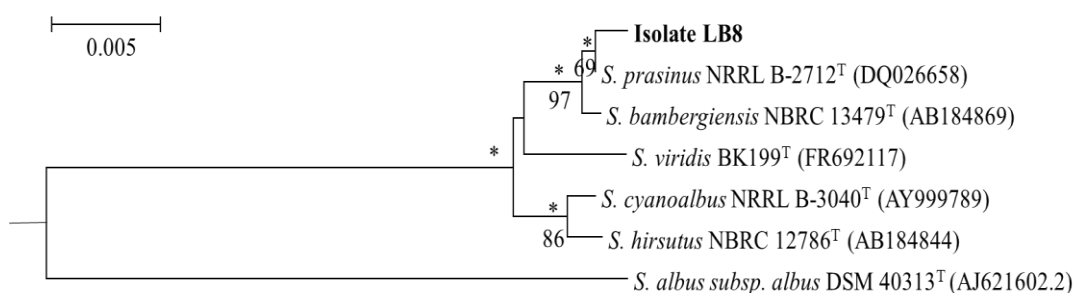 0.005
Isolate LB8
*
69
S. prasinus NRRL B-2712ᵀ (DQ026658)
*
97
S. bambergiensis NBRC 13479ᵀ (AB184869)
*
S. viridis BK199ᵀ (FR692117)
S. cyanoalbus NRRL B-3040ᵀ (AY999789)
*
86
S. hirsutus NBRC 12786ᵀ (AB184844)
S. albus subsp. albus DSM 40313ᵀ (AJ621602.2)